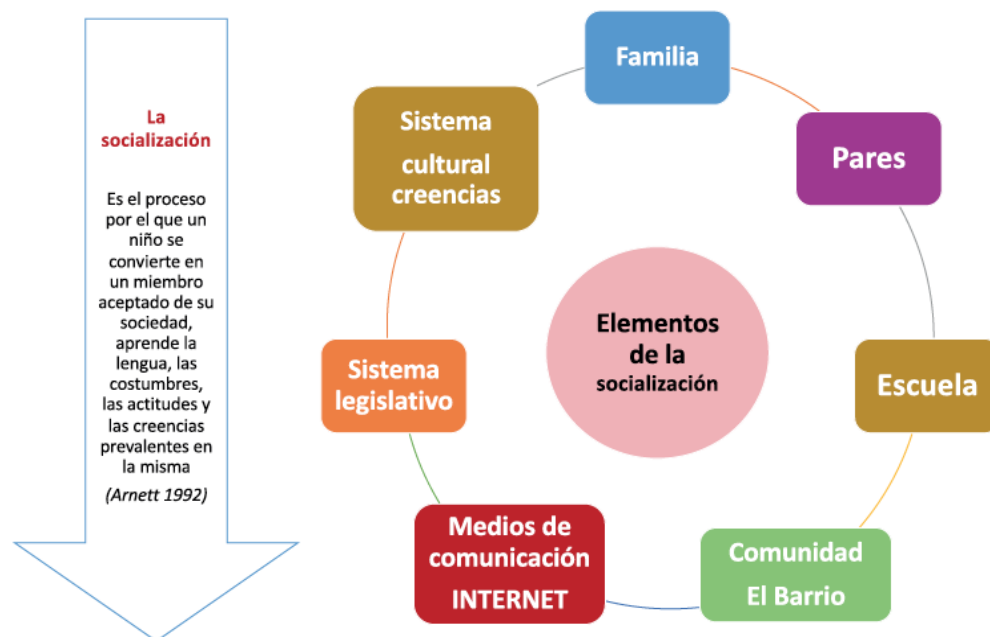 La
socialización
Es el proceso
por el que un
niño se
convierte en
un miembro
aceptado de su
sociedad,
aprende la
lengua, las
costumbres,
las actitudes y
las creencias
prevalentes en
la misma
(Arnett 1992)
Familia
Pares
Escuela
Comunidad
El Barrio
Medios de
comunicación
INTERNET
Sistema
legislativo
Sistema
cultural
creencias
Elementos
de la
socialización